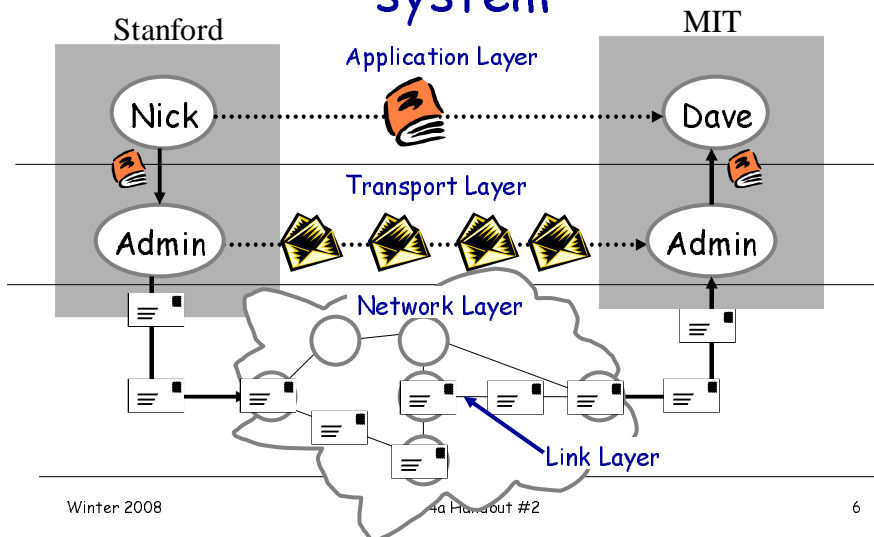 system
Stanford
MIT
Application Layer
Nick
Dave
Transport Layer
Admin
Admin
Network Layer
Link Layer
Winter 2008
#2
6